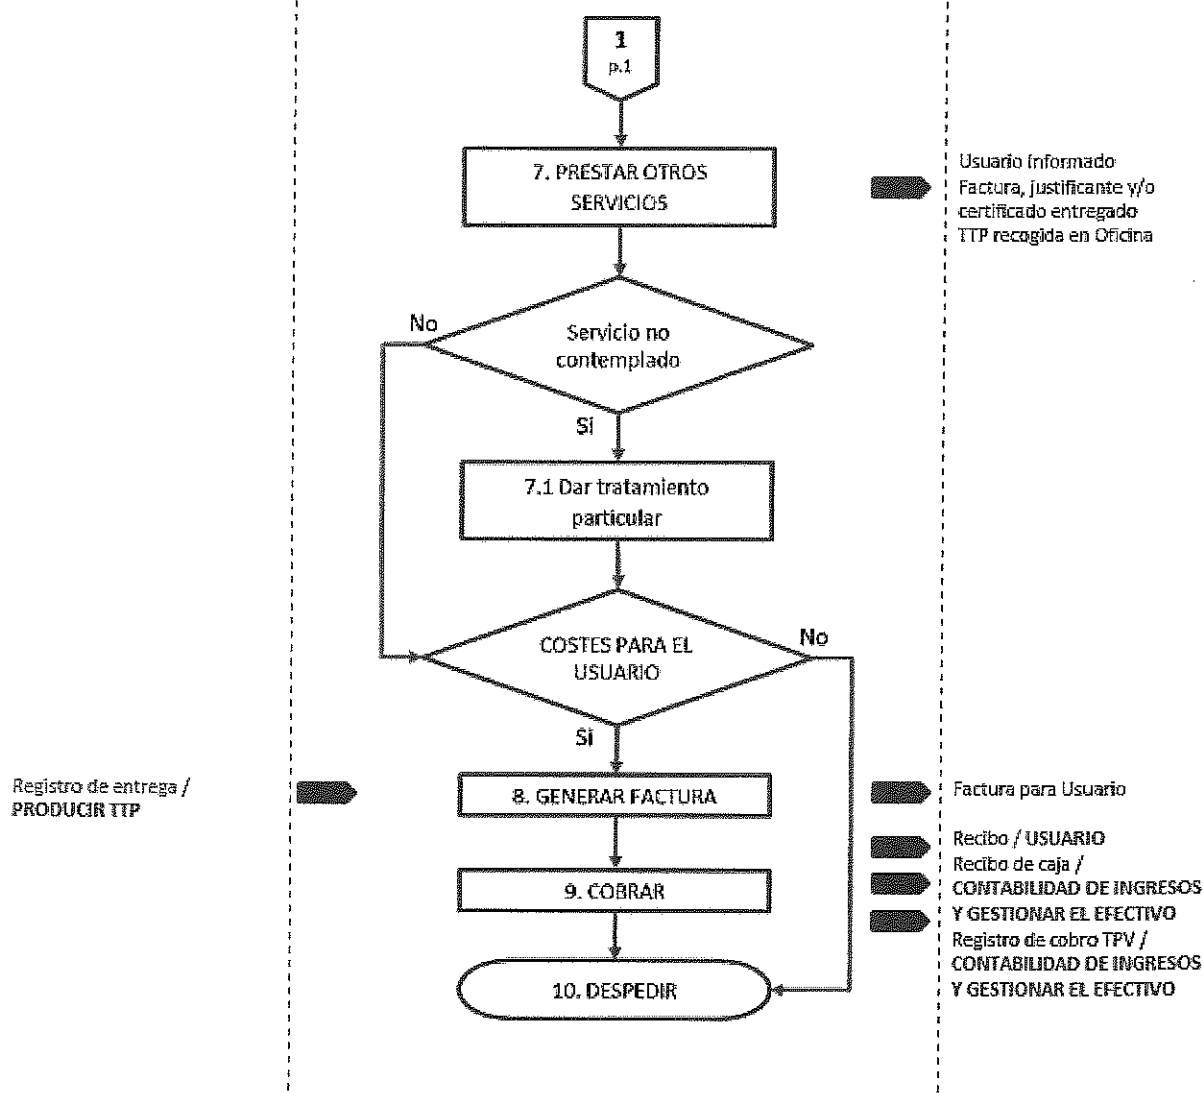 1
p.1
7. PRESTAR OTROS
SERVICIOS
Usuario informado
Factura, justificante y/o
certificado entregado
TTP recogida en Oficina
No
Servicio no
contemplado
Si
7.1 Dar tratamiento
particular
COSTES PARA EL
USUARIO
No
Si
Registro de entrega /
PRODUCIR TTP
8. GENERAR FACTURA
Factura para Usuario
9. COBRAR
Recibo / USUARIO
Recibo de caja /
CONTABILIDAD DE INGRESOS
Y GESTIONAR EL EFECTIVO
Registro de cobro TPV /
CONTABILIDAD DE INGRESOS
Y GESTIONAR EL EFECTIVO
10. DESPEDIR